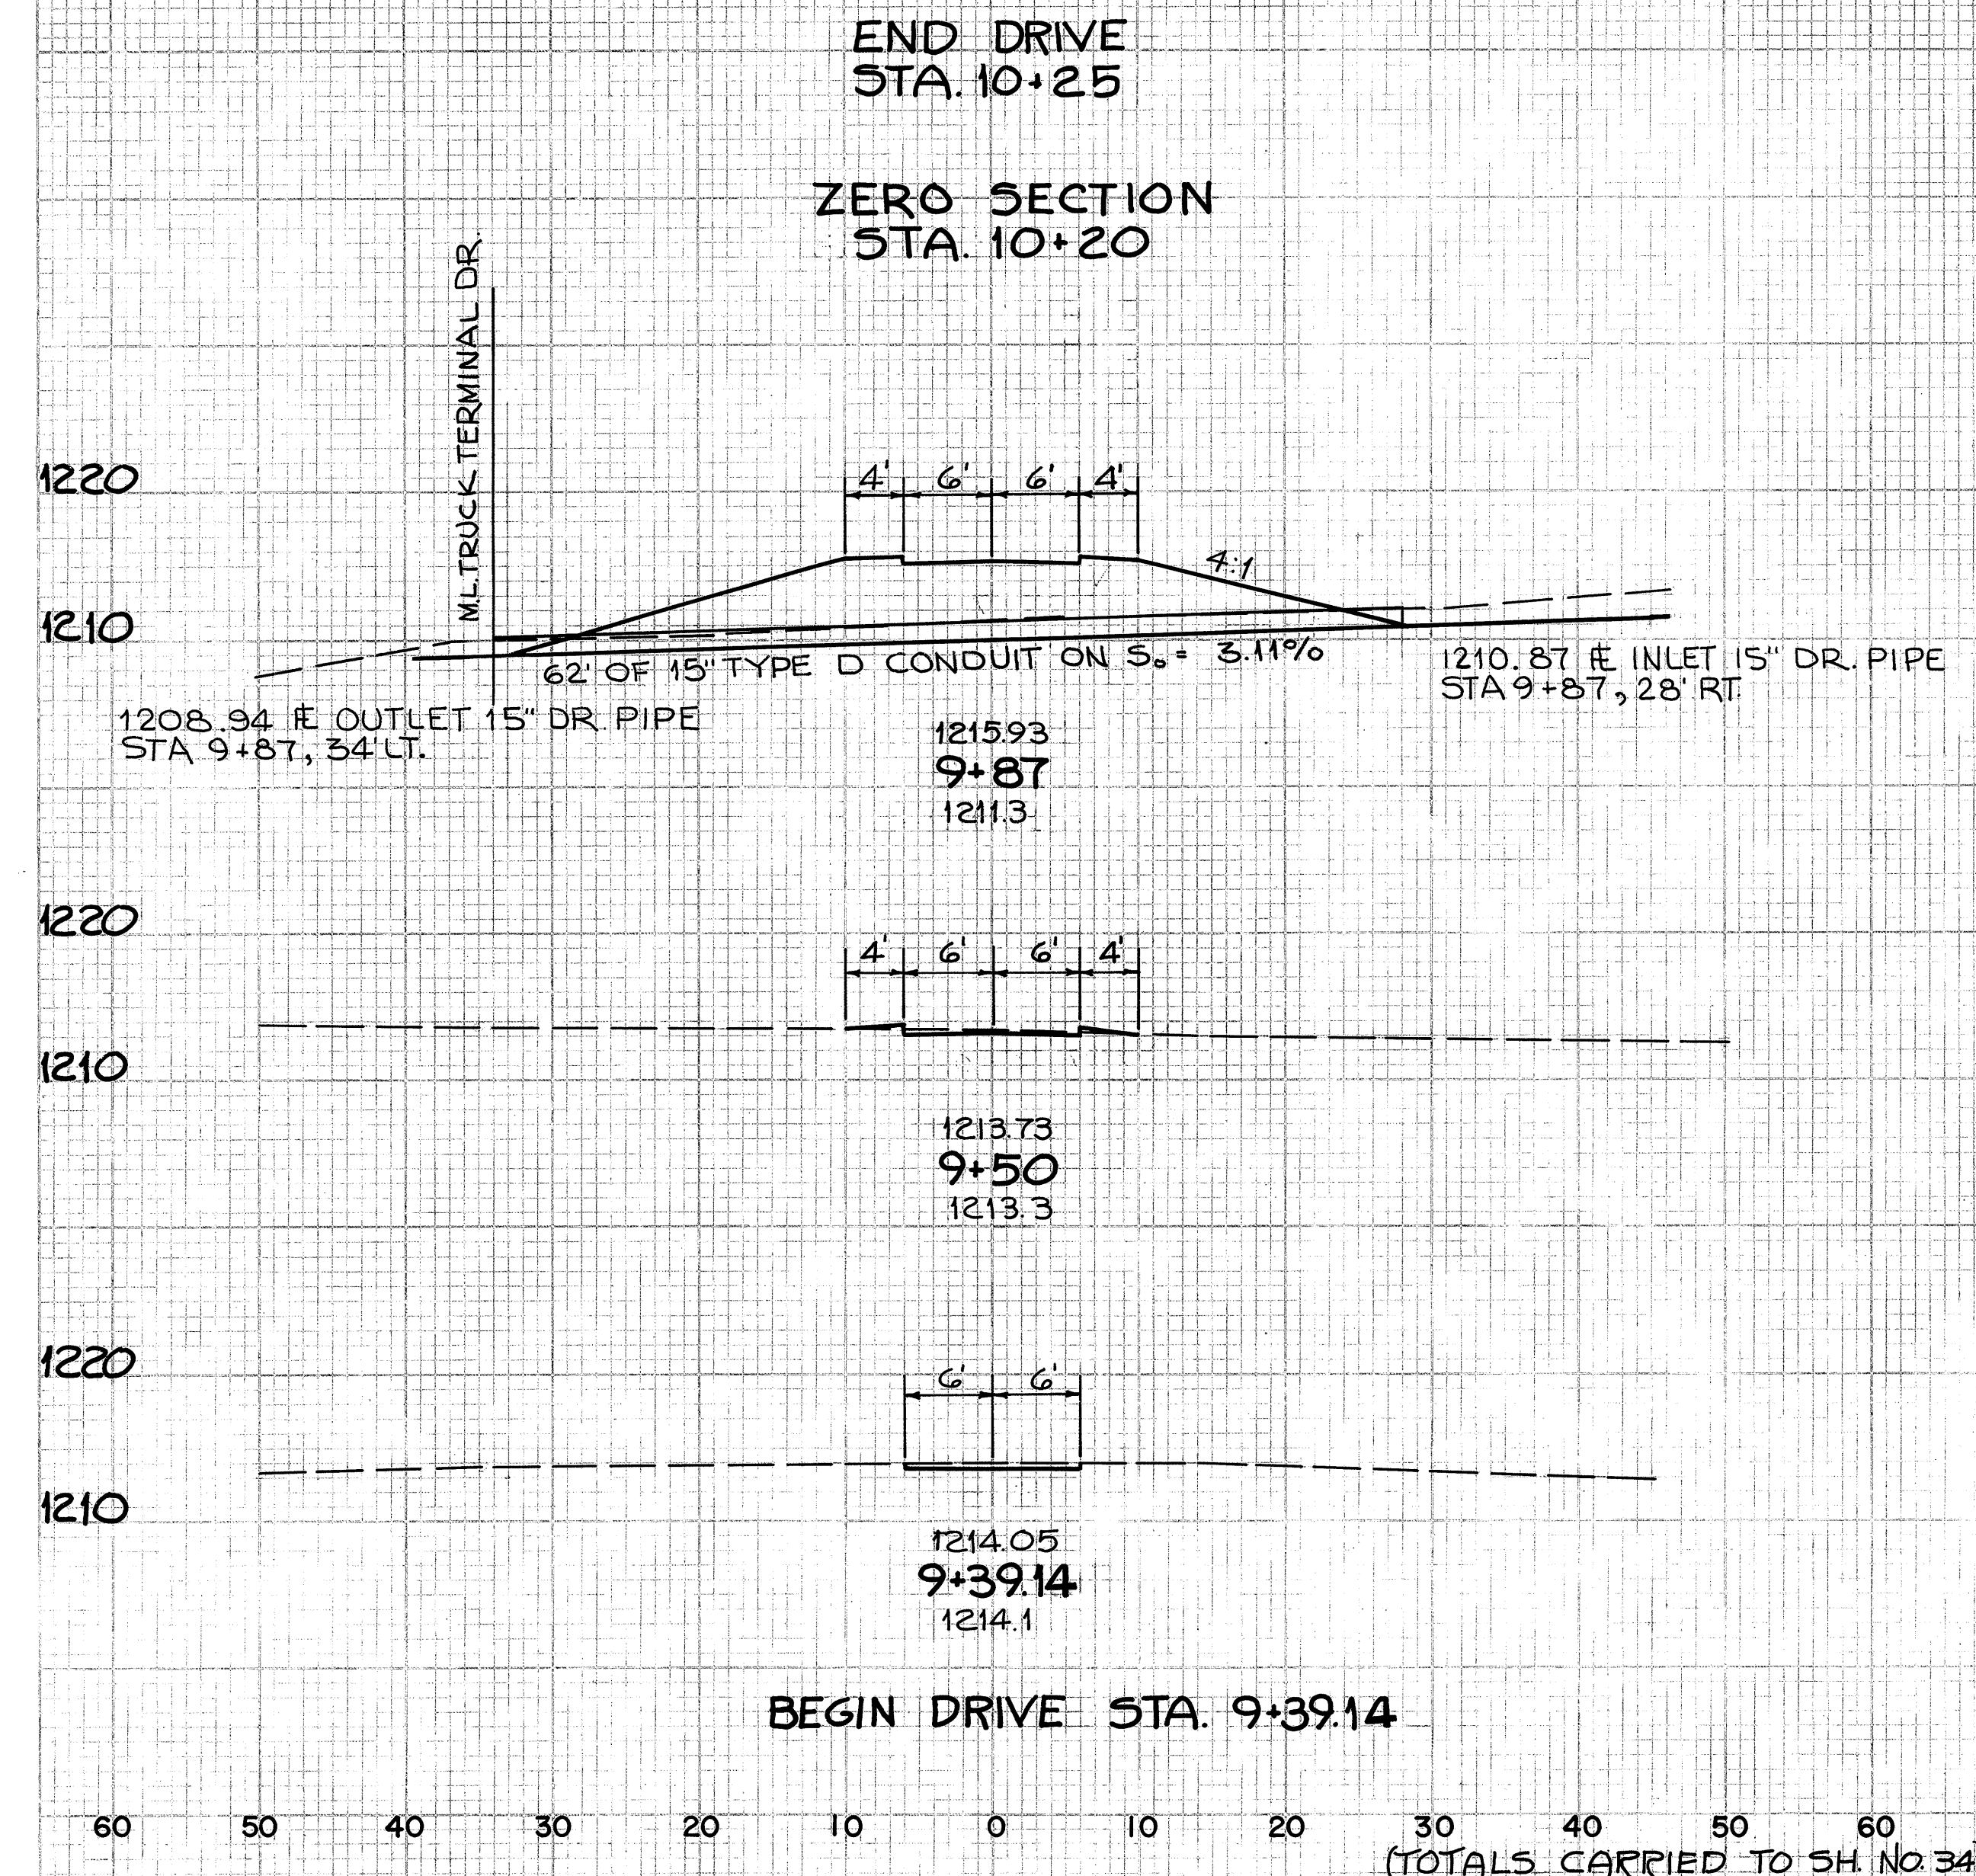 END DRIVE
STA. 10+25
ZERO SECTION
STA. 10+20
M.L. TRUCK TERMINAL DR.
1220
4' 6' 6' 4'
4:1
1210
62' OF 15" TYPE D CONDUIT ON So = 3.11%
1210.87 ℄ INLET 15" DR. PIPE
STA 9+87, 28' RT.
1208.94 ℄ OUTLET 15" DR. PIPE
STA 9+87, 34' LT.
1215.93
9+87
1211.3
1220
4' 6' 6' 4'
1210
1213.73
9+50
1213.3
1220
6' 6'
1210
1214.05
9+39.14
1214.1
BEGIN DRIVE STA. 9+39.14
60 50 40 30 20 10 0 10 20 30 40 50 60
(TOTALS CARRIED TO SH. NO. 34